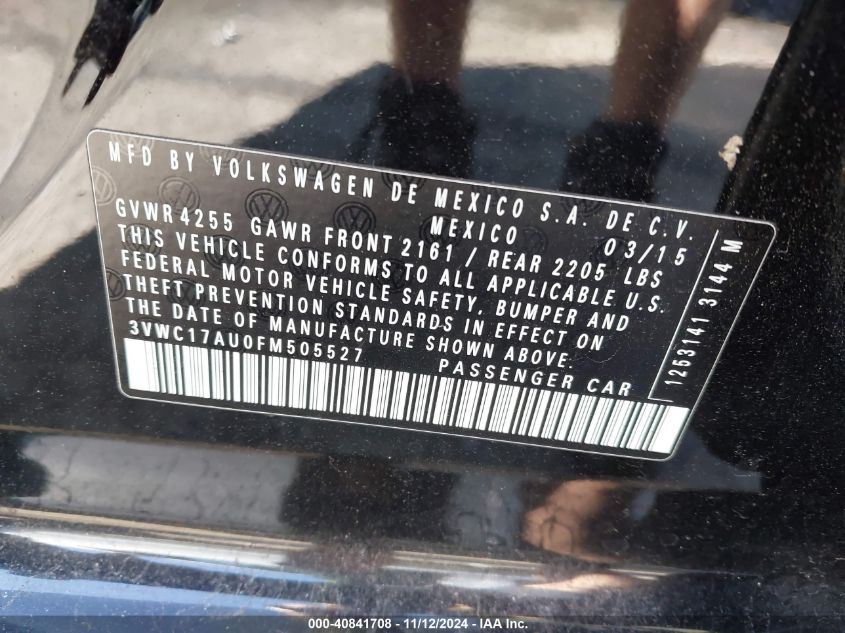 MFD BY VOLKSWAGEN DE MEXICO S.A. DE C.V.
MEXICO 03/15
GVWR 4255 GAWR FRONT 2161 / REAR 2205 LBS
THIS VEHICLE CONFORMS TO ALL APPLICABLE U.S.
FEDERAL MOTOR VEHICLE SAFETY, BUMPER AND
THEFT PREVENTION STANDARDS IN EFFECT ON
THE DATE OF MANUFACTURE SHOWN ABOVE.
3VWC17AU0FM505527 PASSENGER CAR
1263141 3144 M
000-40841708 - 11/12/2024 - IAA Inc.